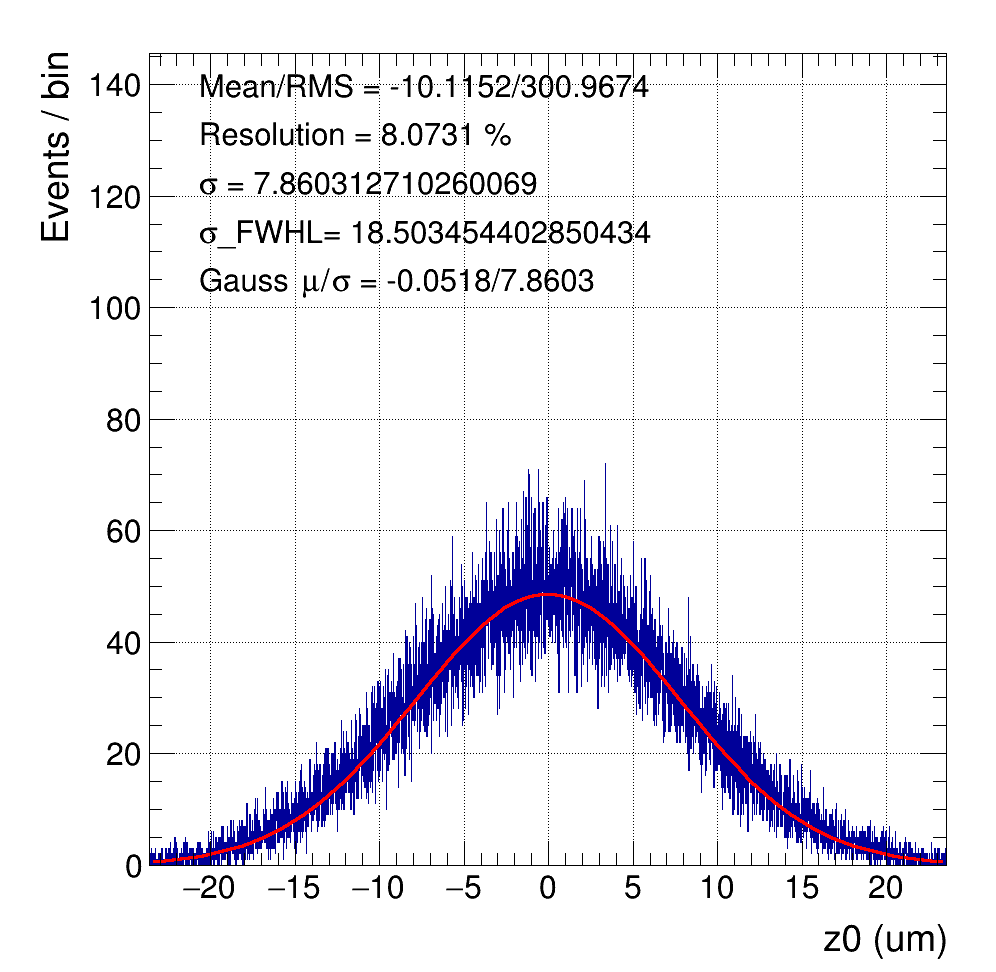 Events / bin
Mean/RMS = -10.1152/300.9674
Resolution = 8.0731 %
σ = 7.860312710260069
σ_FWHL= 18.503454402850434
Gauss μ/σ = -0.0518/7.8603
140
120
100
80
60
40
20
0
−20 −15 −10 −5 0 5 10 15 20
z0 (um)